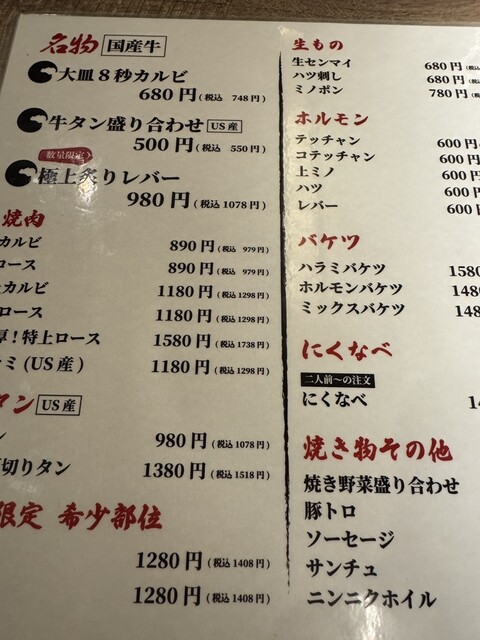 名物 国産牛
大皿8秒カルビ
680円(税込 748円)
牛タン盛り合わせ US産
500円(税込 550円)
数量限定
極上炙りレバー
980円(税込1078円)
焼肉
カルビ 890円(税込 979円)
ロース 890円(税込 979円)
カルビ 1180円(税込1298円)
ロース 1180円(税込1298円)
!特上ロース 1580円(税込1738円)
ミ(US産) 1180円(税込1298円)
タン US産
ン 980円(税込1078円)
切りタン 1380円(税込1518円)
限定 希少部位
1280円(税込1408円)
1280円(税込1408円)
生もの
生センマイ 680円(税込
ハツ刺し 680円(税込
ミノポン 780円(税込
ホルモン
テッチャン 600円(税
コテッチャン 600円(税
上ミノ 600円(税
ハツ 600円
レバー 600
バケツ
ハラミバケツ 1580
ホルモンバケツ 148
ミックスバケツ 148
にくなべ
二人前〜の注文
にくなべ
焼き物その他
焼き野菜盛り合わせ
豚トロ
ソーセージ
サンチュ
ニンニクホイル